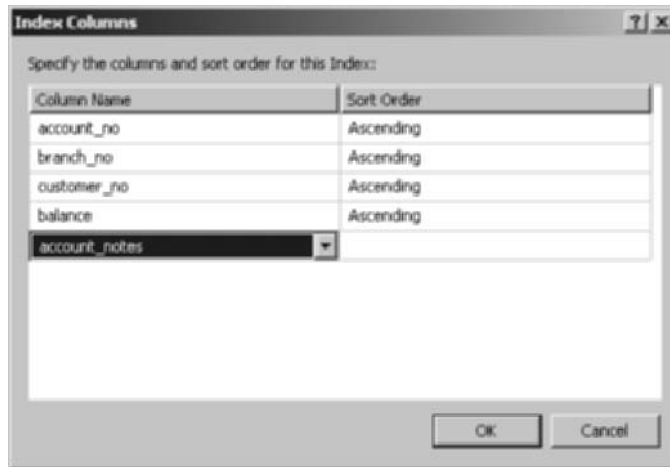 Index Columns
Specify the columns and sort order for this Index:
Column Name Sort Order
account_no Ascending
branch_no Ascending
customer_no Ascending
balance Ascending
account_notes
OK Cancel